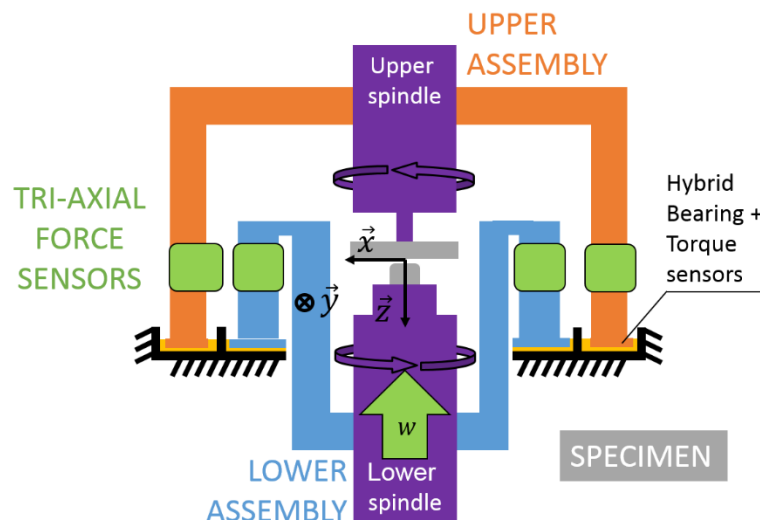 UPPER
ASSEMBLY
Upper
spindle
TRI-AXIAL
FORCE
SENSORS
Hybrid
Bearing +
Torque
sensors
x
y
z
w
SPECIMEN
LOWER
ASSEMBLY
Lower
spindle